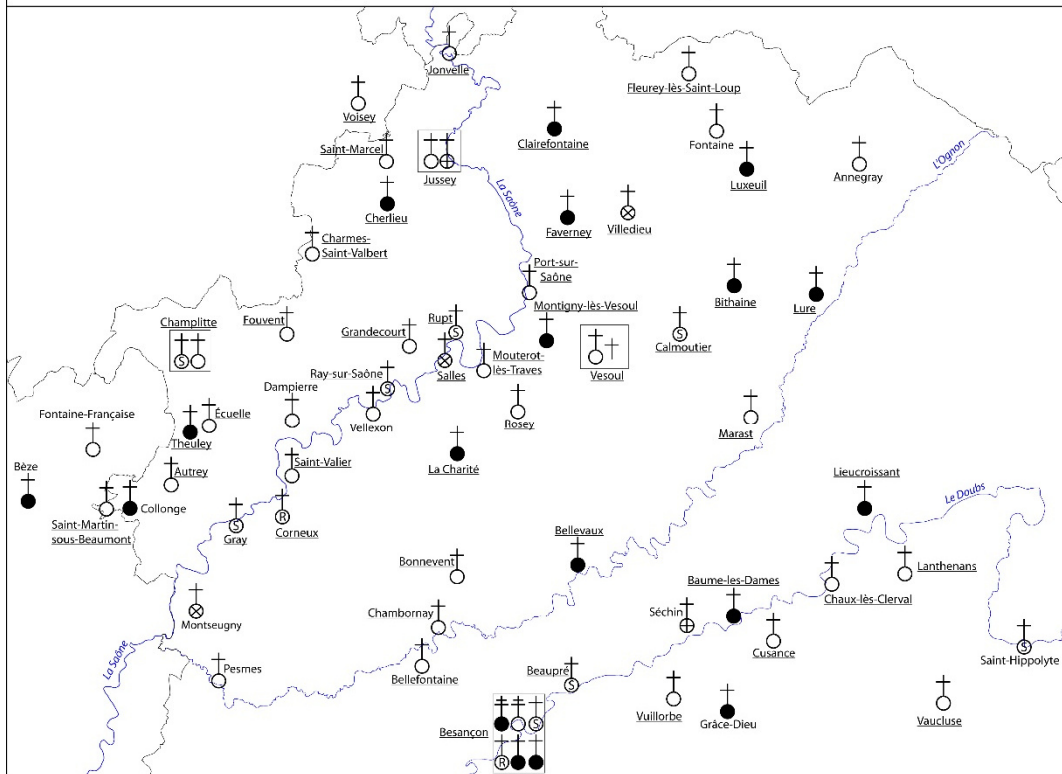 Jonvelle
Fleurey-lès-Saint-Loup
Voisey
Clairefontaine
Fontaine
L'Ognon
Saint-Marcel
Jussey
La Saône
Luxeuil
Annegray
Cherlieu
Faverney
Villedieu
Charmes-
Saint-Valbert
Port-sur-
Saône
Bithaine
Lure
Montigny-lès-Vesoul
Champlitte
S
Fouvent
Grandecourt
Rupt
S
S
Calmoutier
Salles
Mouterot-
lès-Traves
Vesoul
Ray-sur-Saône
S
Dampierre
Vellexon
Rosey
Marast
Fontaine-Française
Écuelle
Theuley
La Charité
Bèze
Autrey
Saint-Valier
Lieucroissant
Le Doubs
Saint-Martin-
sous-Beaumont
Collonge
S
Gray
R
Corneux
Bonnevent
Bellevaux
Lanthenans
Baume-les-Dames
Chaux-lès-Clerval
Montseugny
Chambornay
Séchin
Cusance
S
Saint-Hippolyte
La Saône
Pesmes
Bellefontaine
Beaupré
S
Vuillorbe
Grâce-Dieu
Vaucluse
Besançon
S
R